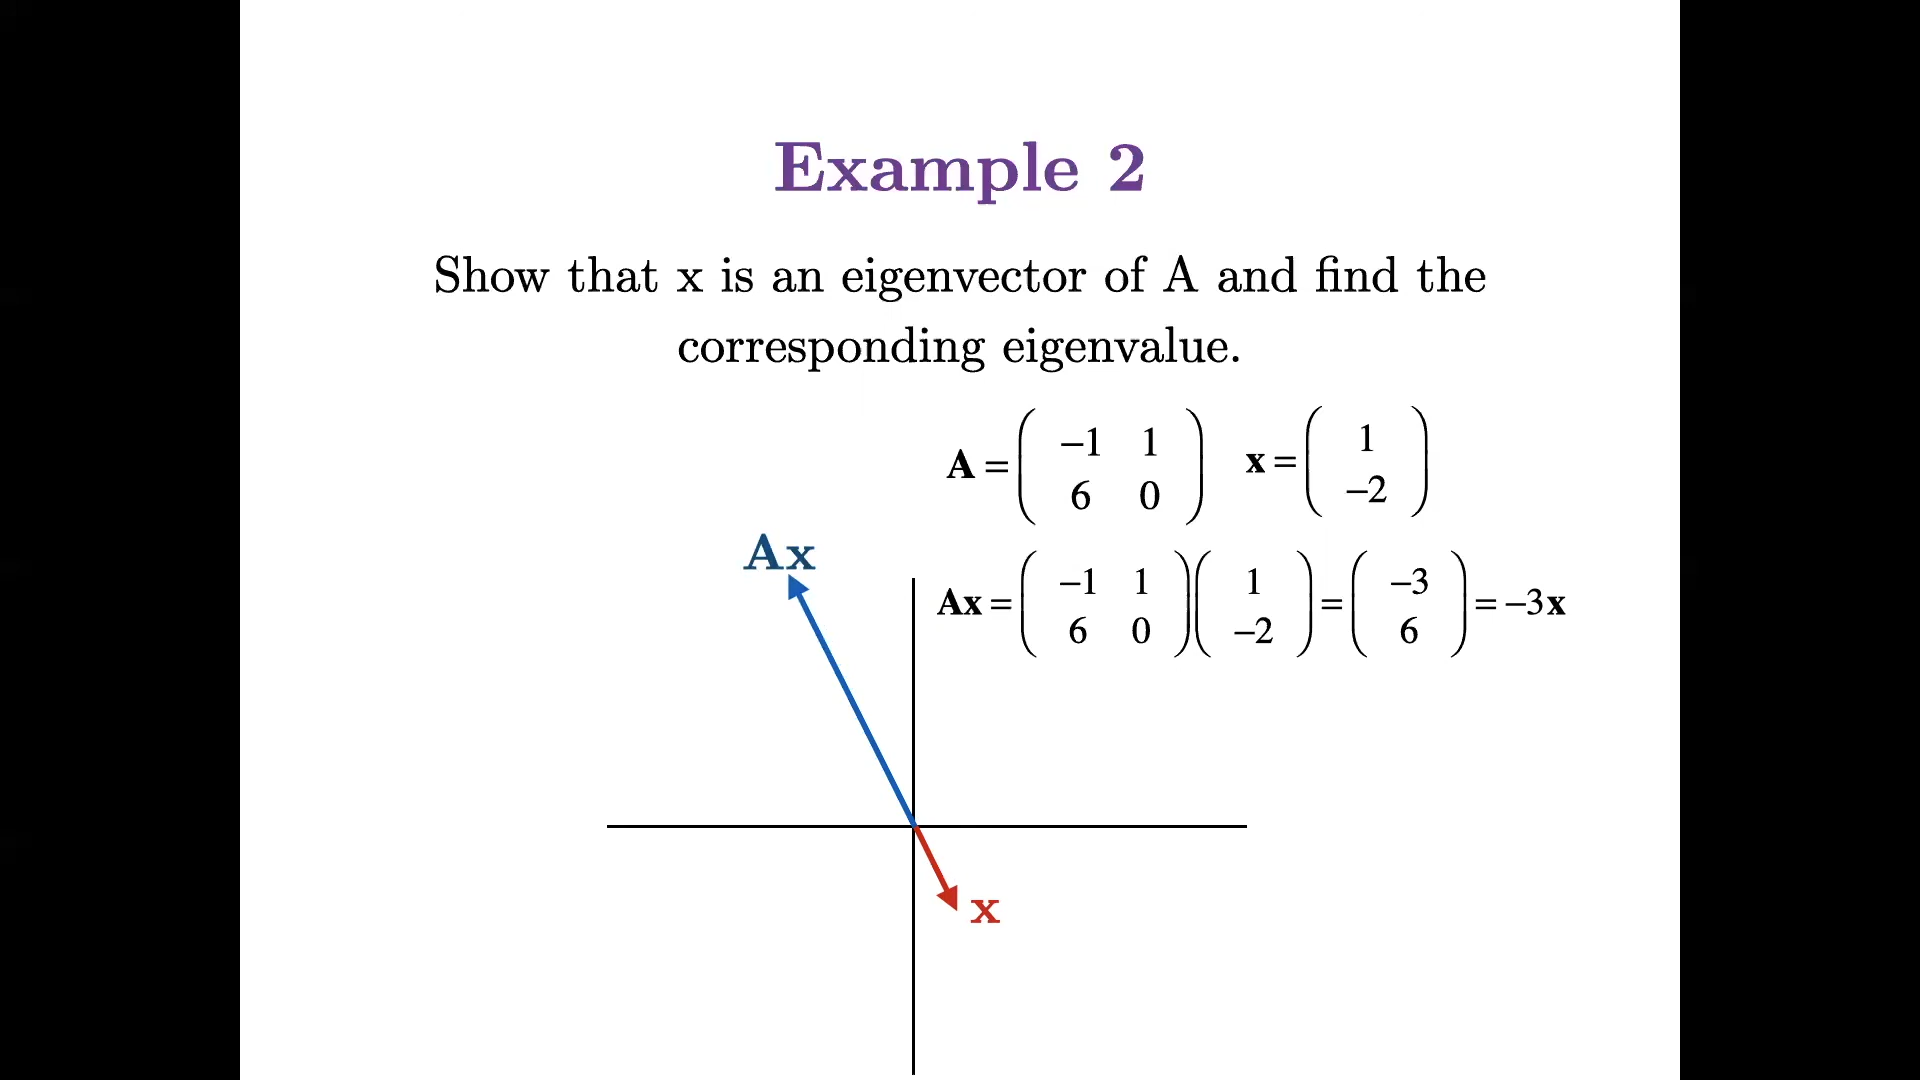 Example 2
Show that x is an eigenvector of A and find the
corresponding eigenvalue.
A = ( −1 1 ; 6 0 ) x = ( 1 ; −2 )
Ax = ( −1 1 ; 6 0 ) ( 1 ; −2 ) = ( −3 ; 6 ) = −3x
Ax
x